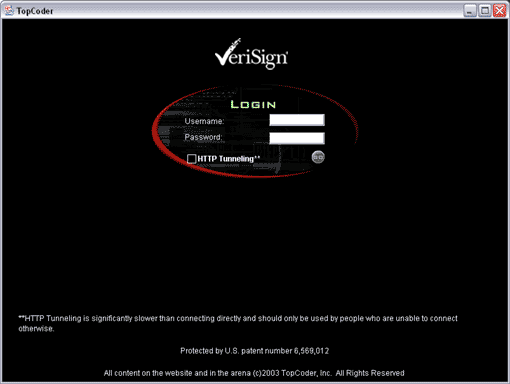 TopCoder
VeriSign
LOGIN
Username:
Password:
HTTP Tunneling**
GO
**HTTP Tunneling is significantly slower than connecting directly and should only be used by people who are unable to connect
otherwise.
Protected by U.S. patent number 6,569,012
All content on the website and in the arena (c)2003 TopCoder, Inc. All Rights Reserved